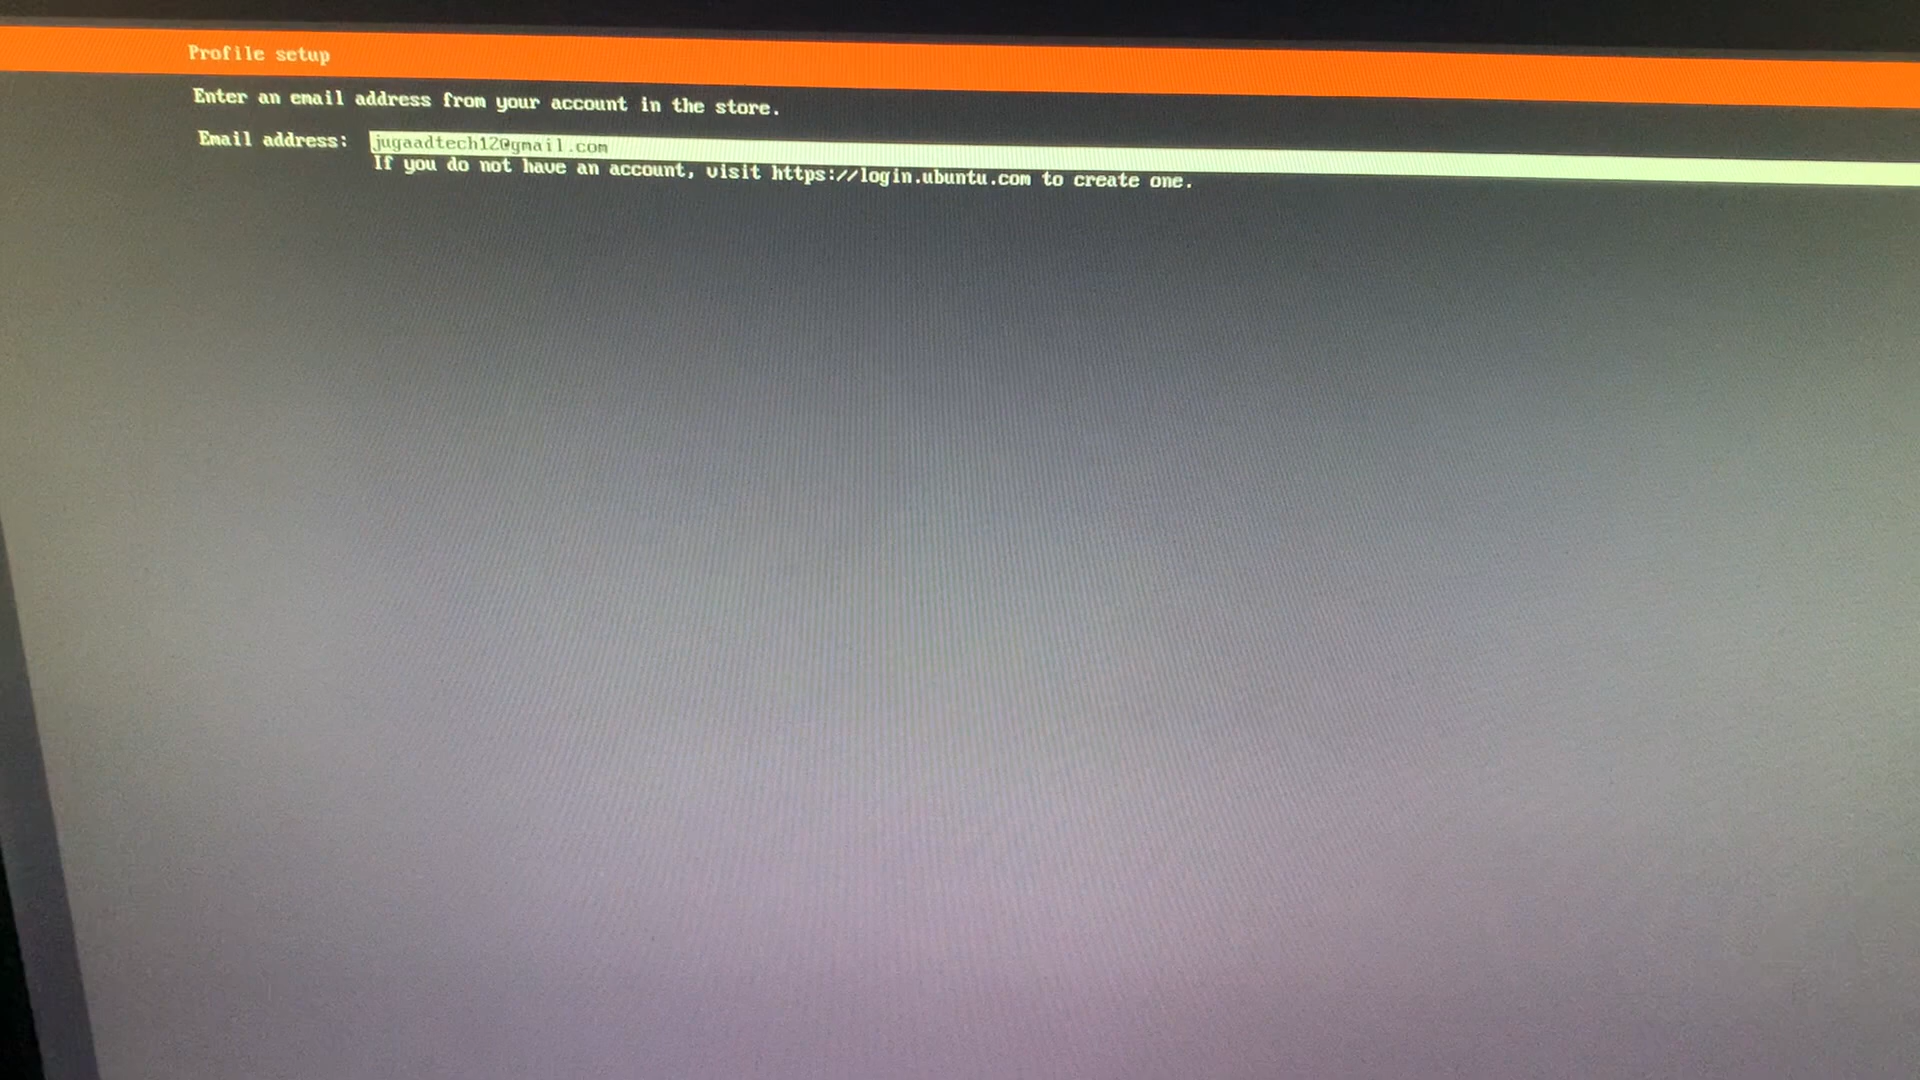 Profile setup
Enter an email address from your account in the store.
Email address: jugaadtech12@gmail.com
If you do not have an account, visit https://login.ubuntu.com to create one.